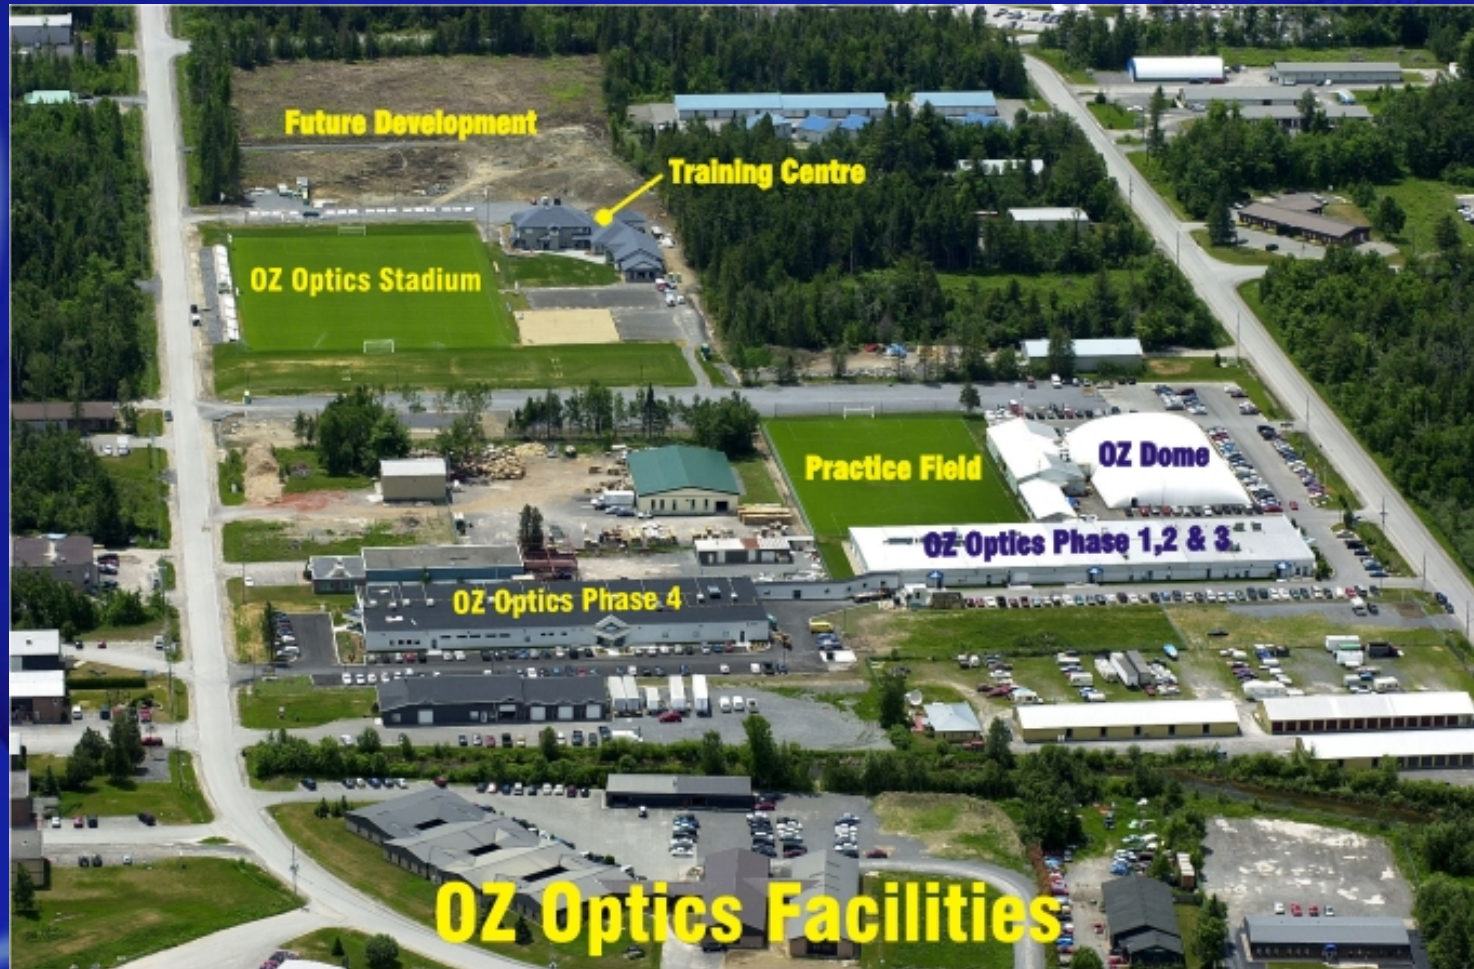 Future Development
Training Centre
OZ Optics Stadium
OZ Dome
Practice Field
OZ Optics Phase 1,2 & 3
OZ Optics Phase 4
OZ Optics Facilities